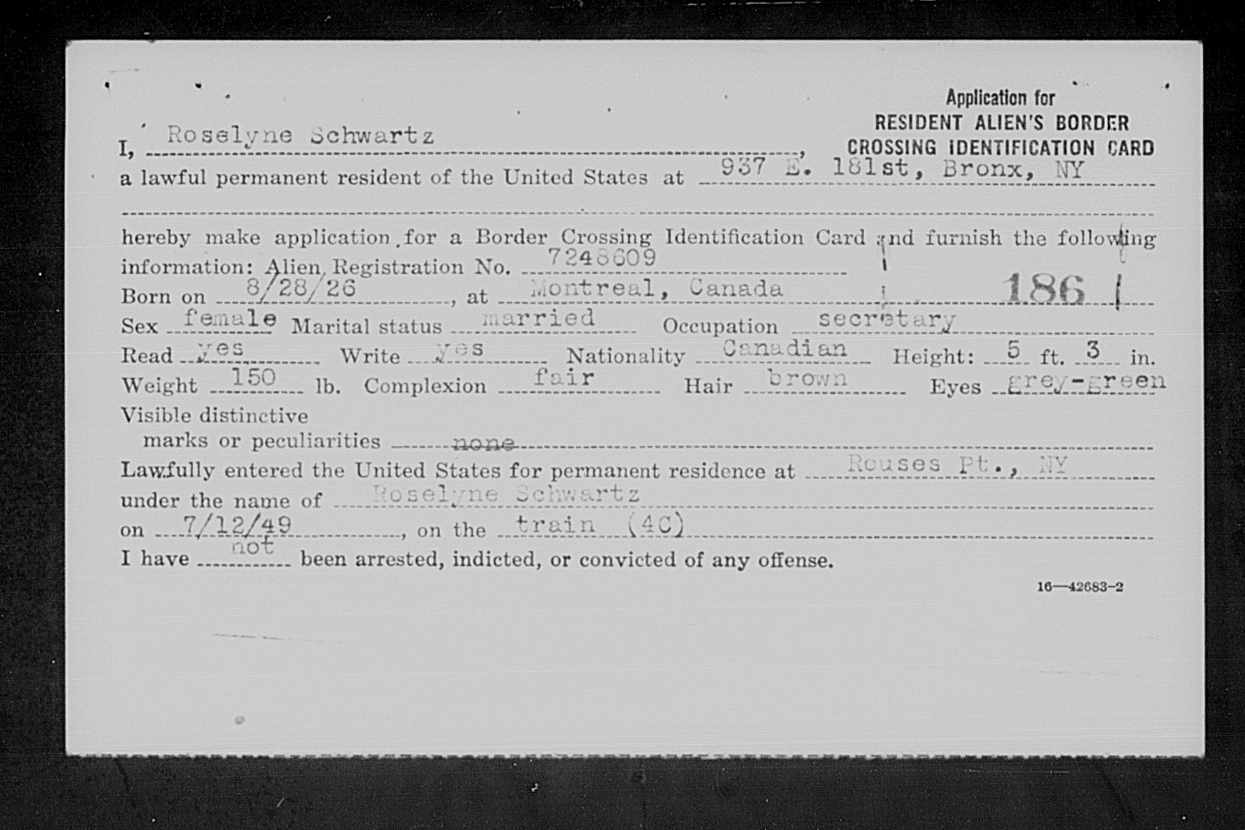 Application for
RESIDENT ALIEN'S BORDER
CROSSING IDENTIFICATION CARD
I, Roselyne Schwartz,
a lawful permanent resident of the United States at 937 E. 181st, Bronx, NY
hereby make application for a Border Crossing Identification Card and furnish the following
information: Alien Registration No. 7248609
Born on 8/28/26, at Montreal, Canada 186
Sex female Marital status married Occupation secretary
Read yes Write yes Nationality Canadian Height: 5 ft. 3 in.
Weight 150 lb. Complexion fair Hair brown Eyes grey-green
Visible distinctive
marks or peculiarities none
Lawfully entered the United States for permanent residence at Rouses Pt., NY
under the name of Roselyne Schwartz
on 7/12/49, on the train (4C)
I have not been arrested, indicted, or convicted of any offense.
16—42683-2